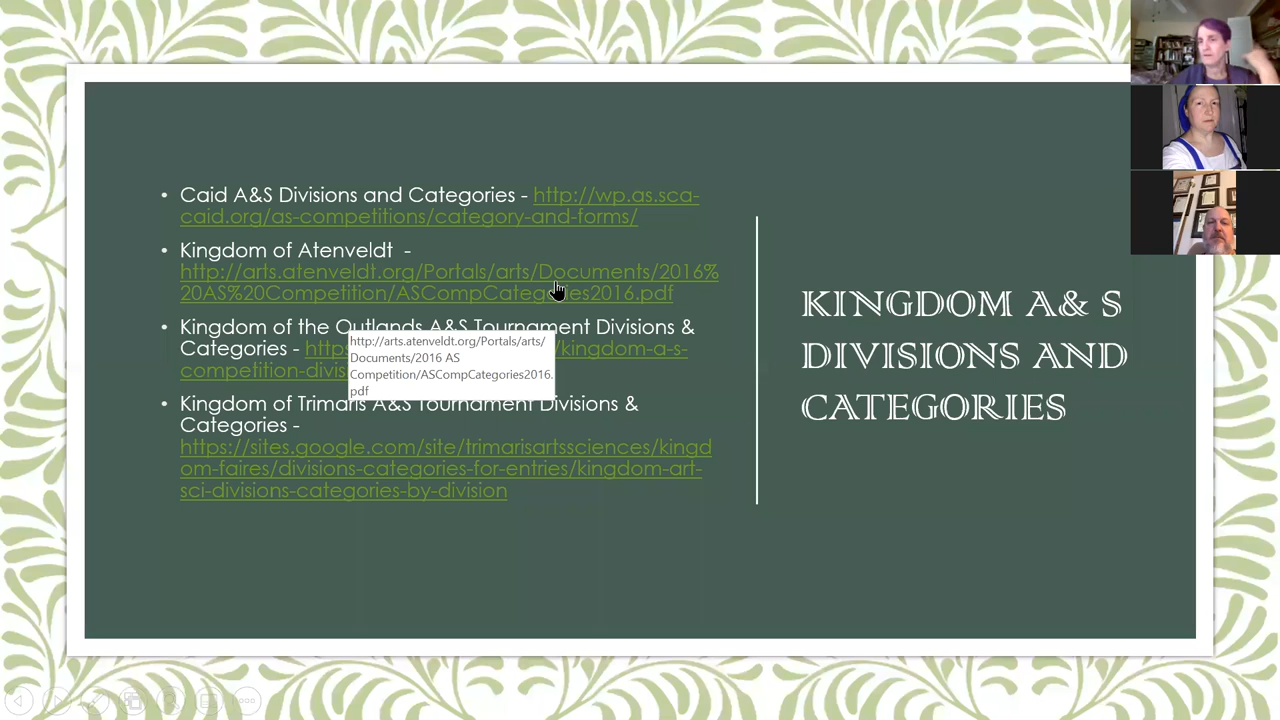 • Caid A&S Divisions and Categories - http://wp.as.sca-
caid.org/as-competitions/category-and-forms/
• Kingdom of Atenveldt -
http://arts.atenveldt.org/Portals/arts/Documents/2016%
20AS%20Competition/ASCompCategories2016.pdf
• Kingdom of the Outlands A&S Tournament Divisions &
Categories - https /kingdom-a-s-
competition-divis
http://arts.atenveldt.org/Portals/arts/
Documents/2016 AS
Competition/ASCompCategories2016.
pdf
• Kingdom of Trimaris A&S Tournament Divisions &
Categories -
https://sites.google.com/site/trimarisartssciences/kingd
om-faires/divisions-categories-for-entries/kingdom-art-
sci-divisions-categories-by-division
KINGDOM A& S
DIVISIONS AND
CATEGORIES